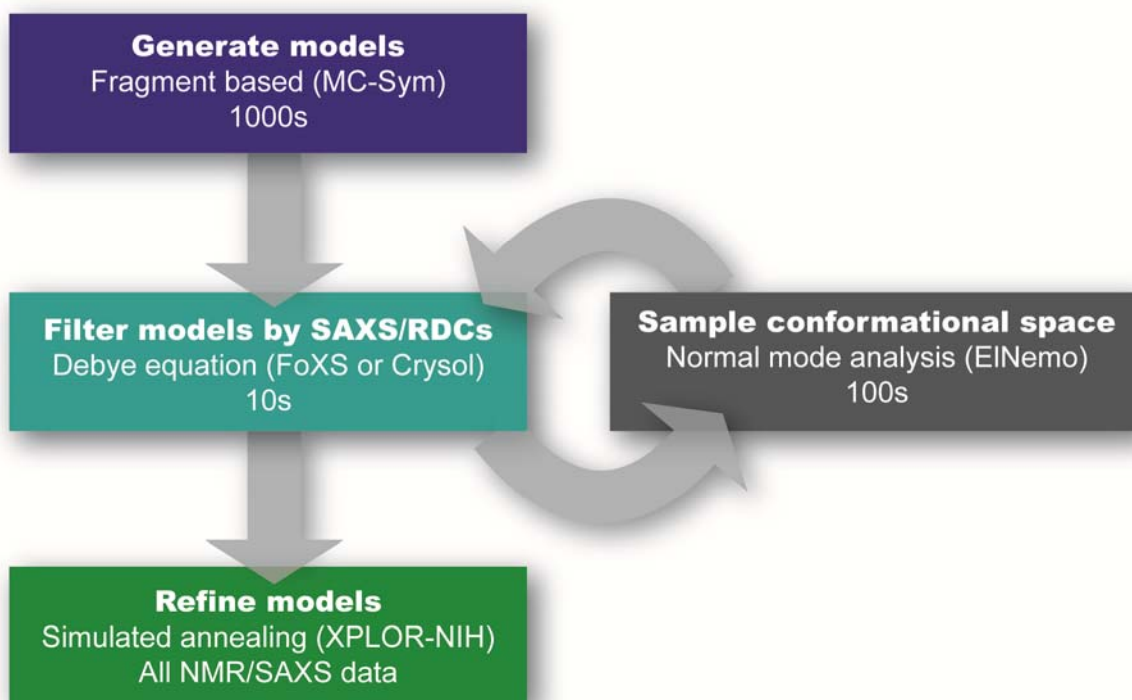 Generate models
Fragment based (MC-Sym)
1000s
Filter models by SAXS/RDCs
Debye equation (FoXS or Crysol)
10s
Sample conformational space
Normal mode analysis (ElNemo)
100s
Refine models
Simulated annealing (XPLOR-NIH)
All NMR/SAXS data